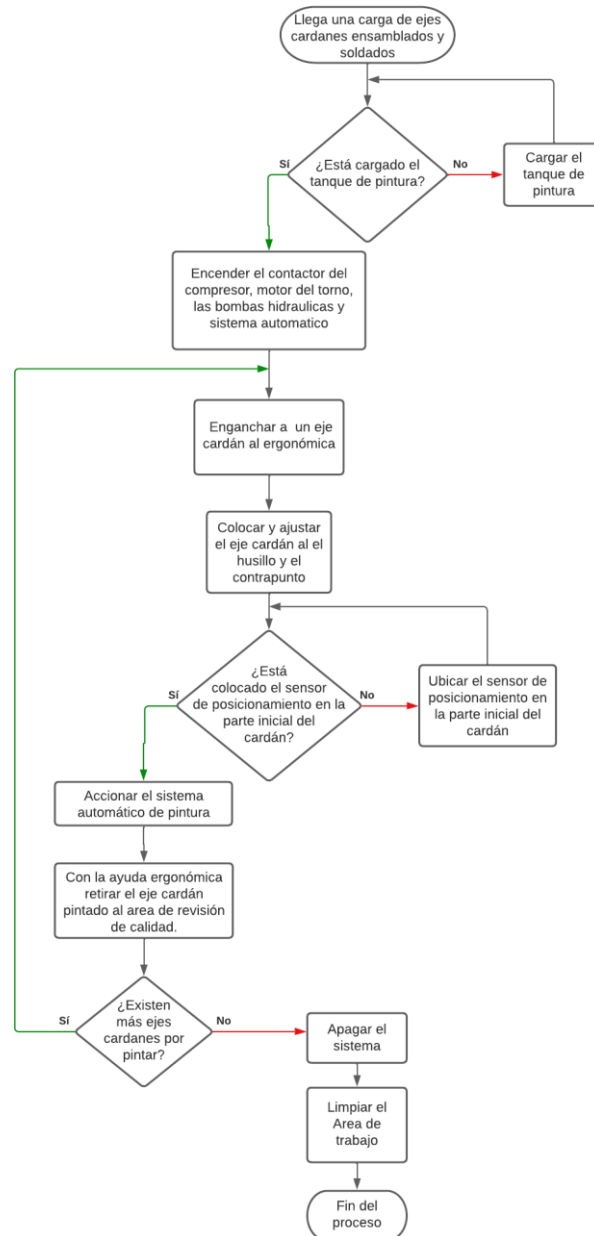 Llega una carga de ejes
cardanes ensamblados y
soldados
¿Está cargado el
tanque de pintura?
Sí
No
Cargar el
tanque de
pintura
Encender el contactor del
compresor, motor del torno,
las bombas hidraulicas y
sistema automatico
Enganchar a un eje
cardán al ergonómica
Colocar y ajustar
el eje cardán al el
husillo y el
contrapunto
¿Está
colocado el sensor
de posicionamiento en la
parte inicial del
cardán?
Sí
No
Ubicar el sensor de
posicionamiento en
la parte inicial del
cardán
Accionar el sistema
automático de pintura
Con la ayuda ergonómica
retirar el eje cardán
pintado al area de revisión
de calidad.
¿Existen
más ejes
cardanes por
pintar?
Sí
No
Apagar el
sistema
Limpiar el
Area de
trabajo
Fin del
proceso